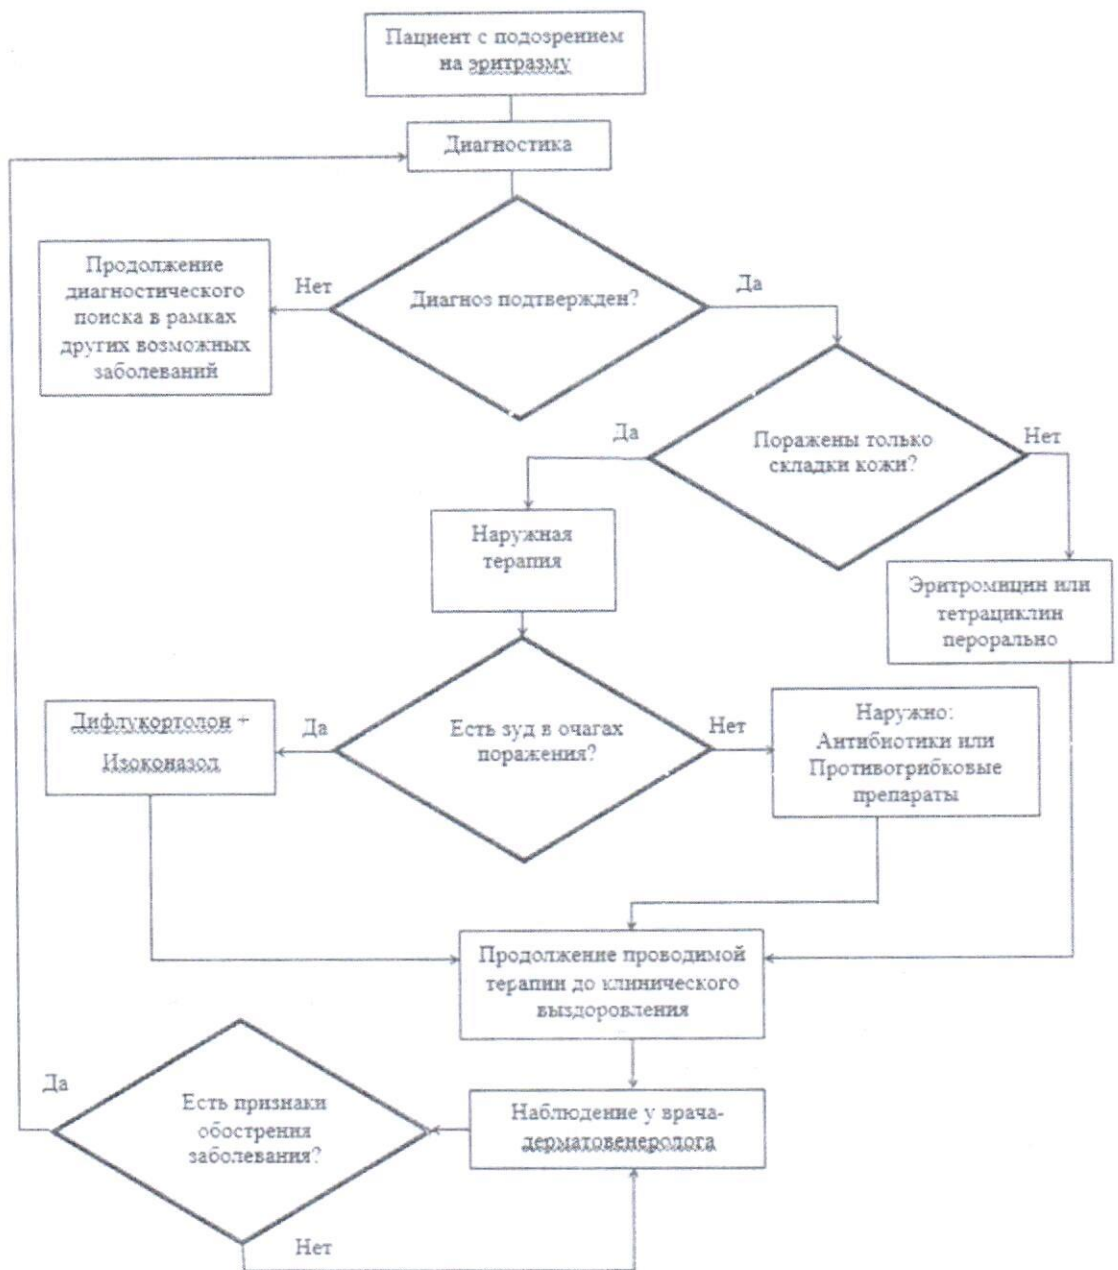 Пациент с подозрением
на эритразму
Диагностика
Продолжение
диагностического
поиска в рамках
других возможных
заболеваний
Нет
Диагноз подтвержден?
Да
Да
Поражены только
складки кожи?
Нет
Наружная
терапия
Эритромицин или
тетрациклин
перорально
Дифлукортолон +
Изоконазол
Да
Есть зуд в очагах
поражения?
Нет
Наружно:
Антибиотики или
Противогрибковые
препараты
Продолжение проводимой
терапии до клинического
выздоровления
Да
Есть признаки
обострения
заболевания?
Наблюдение у врача-
дерматовенеролога
Нет